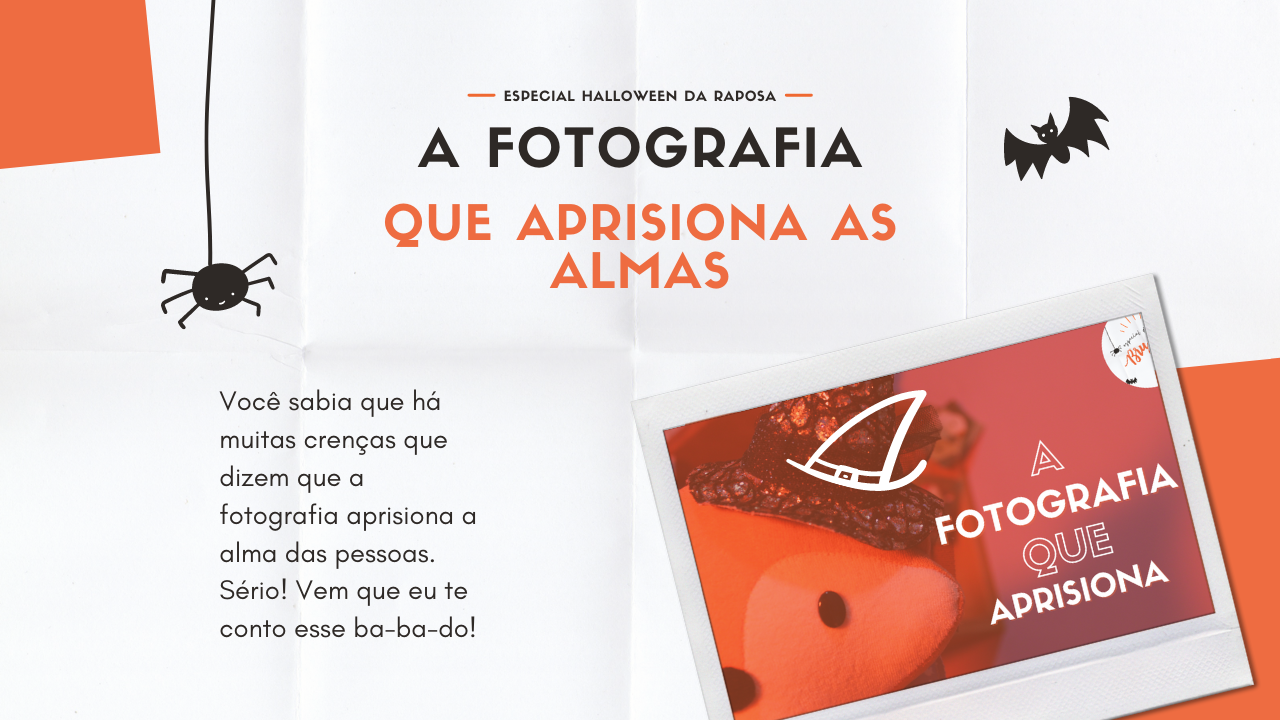 ESPECIAL HALLOWEEN DA RAPOSA
A FOTOGRAFIA
QUE APRISIONA AS
ALMAS
Você sabia que há
muitas crenças que
dizem que a
fotografia aprisiona a
alma das pessoas.
Sério! Vem que eu te
conto esse ba-ba-do!
A
FOTOGRAFIA
QUE
APRISIONA